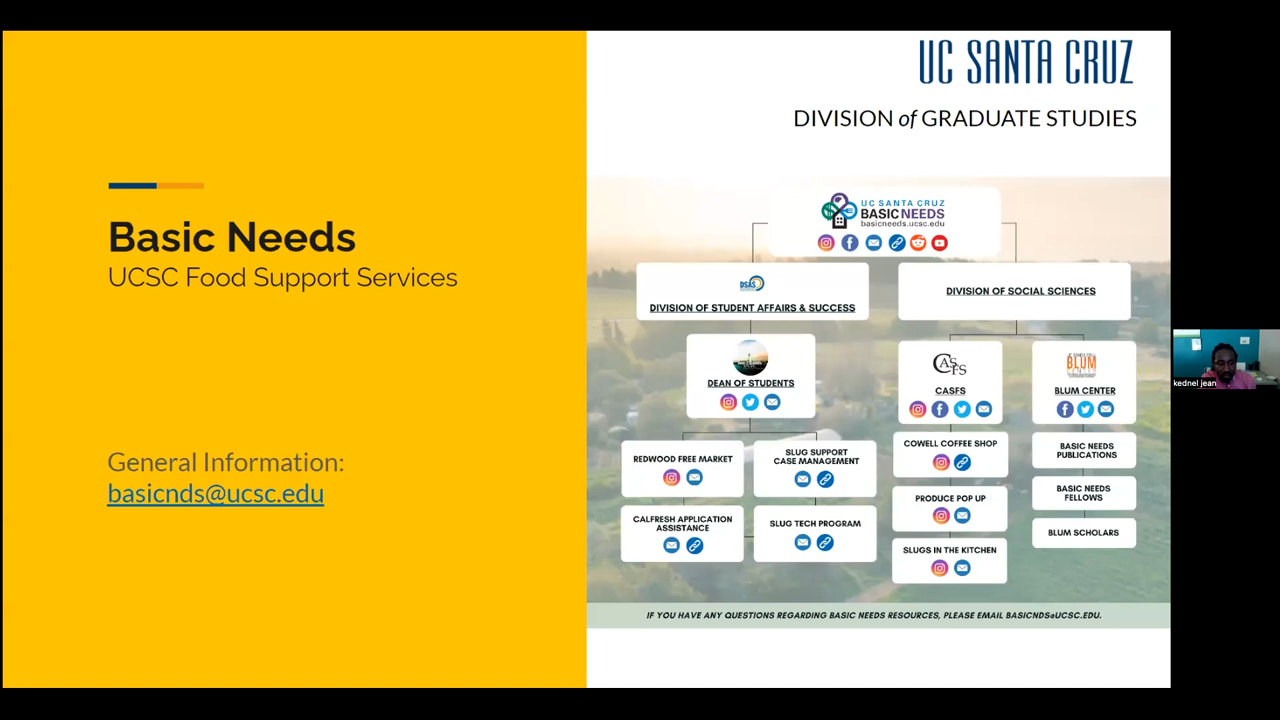 UC SANTA CRUZ
DIVISION of GRADUATE STUDIES
Basic Needs
UCSC Food Support Services
General Information:
basicnds@ucsc.edu
UC SANTA CRUZ
BASIC NEEDS
basicneeds.ucsc.edu
DSAS
DIVISION OF STUDENT AFFAIRS & SUCCESS
DIVISION OF SOCIAL SCIENCES
DEAN OF STUDENTS
CASFS
CASFS
BLUM
BLUM CENTER
REDWOOD FREE MARKET
SLUG SUPPORT
CASE MANAGEMENT
CALFRESH APPLICATION
ASSISTANCE
SLUG TECH PROGRAM
COWELL COFFEE SHOP
PRODUCE POP UP
SLUGS IN THE KITCHEN
BASIC NEEDS
PUBLICATIONS
BASIC NEEDS
FELLOWS
BLUM SCHOLARS
IF YOU HAVE ANY QUESTIONS REGARDING BASIC NEEDS RESOURCES, PLEASE EMAIL BASICNDS@UCSC.EDU.
kednel jean